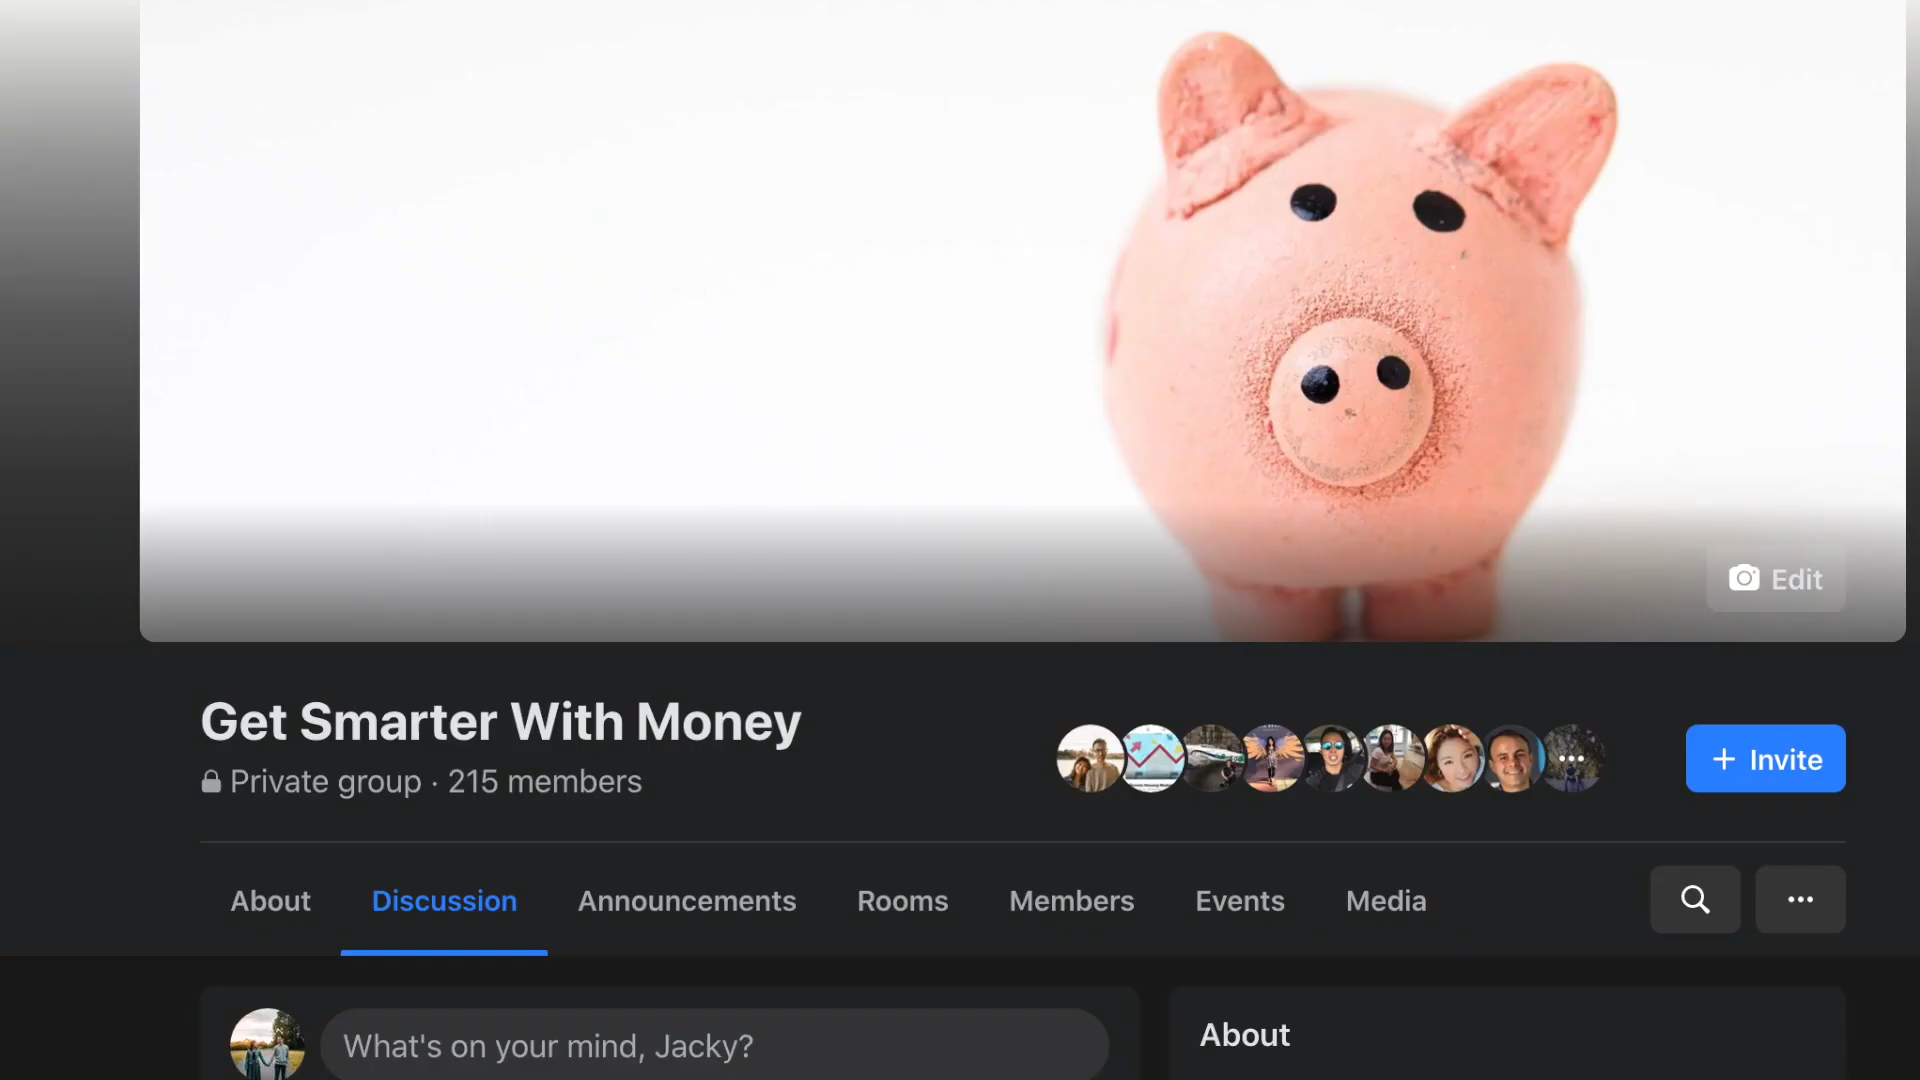 Edit
Get Smarter With Money
Private group · 215 members
+ Invite
About
Discussion
Announcements
Rooms
Members
Events
Media
What's on your mind, Jacky?
About